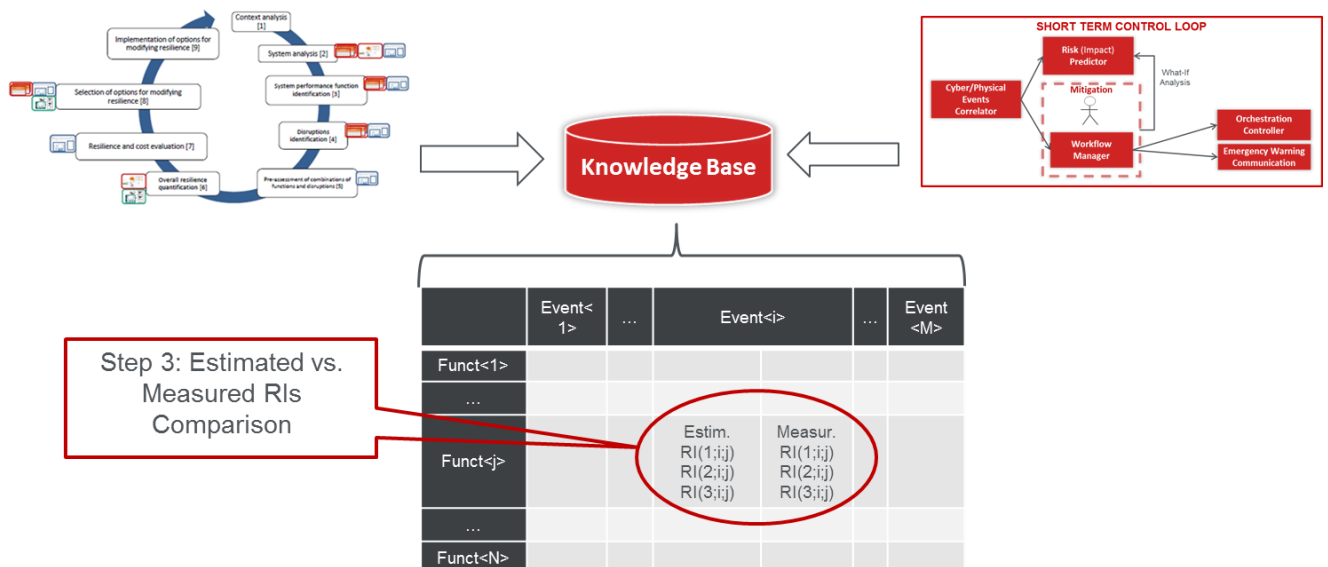 Context analysis
[1]
System analysis [2]
System performance function
identification [3]
Disruptions
identification [4]
Pre-assessment of combinations of
functions and disruptions [5]
Overall resilience
quantification [6]
Resilience and cost evaluation [7]
Selection of options for modifying
resilience [8]
Implementation of options for
modifying resilience [9]
Knowledge Base
SHORT TERM CONTROL LOOP
Risk (Impact)
Predictor
What-If
Analysis
Cyber/Physical
Events
Correlator
Mitigation
Workflow
Manager
Orchestration
Controller
Emergency Warning
Communication
Event<
1>
...
Event<i>
...
Event
<M>
Funct<1>
...
Funct<j>
...
Funct<N>
Estim.
RI(1;i;j)
RI(2;i;j)
RI(3;i;j)
Measur.
RI(1;i;j)
RI(2;i;j)
RI(3;i;j)
Step 3: Estimated vs.
Measured RIs
Comparison